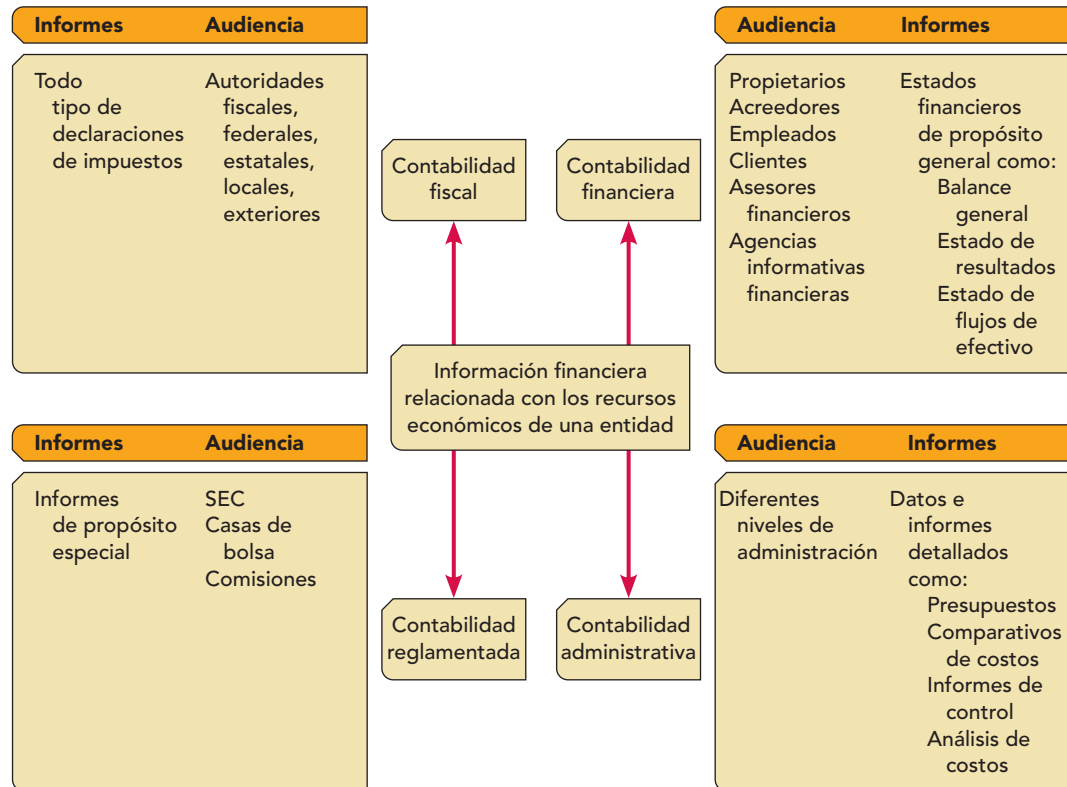 Informes Audiencia
Todo
tipo de
declaraciones
de impuestos
Autoridades
fiscales,
federales,
estatales,
locales,
exteriores
Contabilidad
fiscal
Contabilidad
financiera
Audiencia Informes
Propietarios
Acreedores
Empleados
Clientes
Asesores
financieros
Agencias
informativas
financieras
Estados
financieros
de propósito
general como:
Balance
general
Estado de
resultados
Estado de
flujos de
efectivo
Información financiera
relacionada con los recursos
económicos de una entidad
Informes Audiencia
Informes
de propósito
especial
SEC
Casas de
bolsa
Comisiones
Contabilidad
reglamentada
Contabilidad
administrativa
Audiencia Informes
Diferentes
niveles de
administración
Datos e
informes
detallados
como:
Presupuestos
Comparativos
de costos
Informes de
control
Análisis de
costos